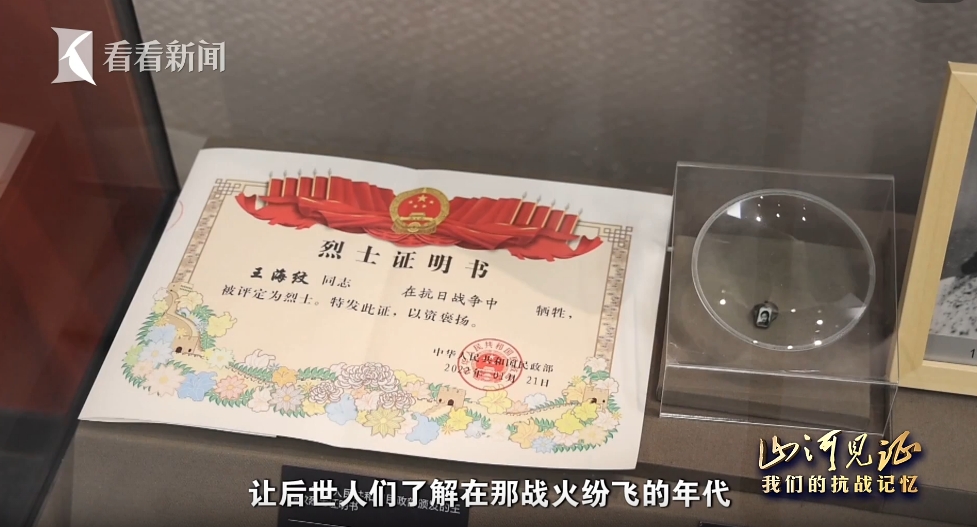 看看新闻
烈士证明书
王海纹 同志 在抗日战争中 牺牲，
被评定为烈士。特发此证，以资褒扬。
中华人民共和国民政部
21日
山河见证
我们的抗战记忆
让后世人们了解在那战火纷飞的年代